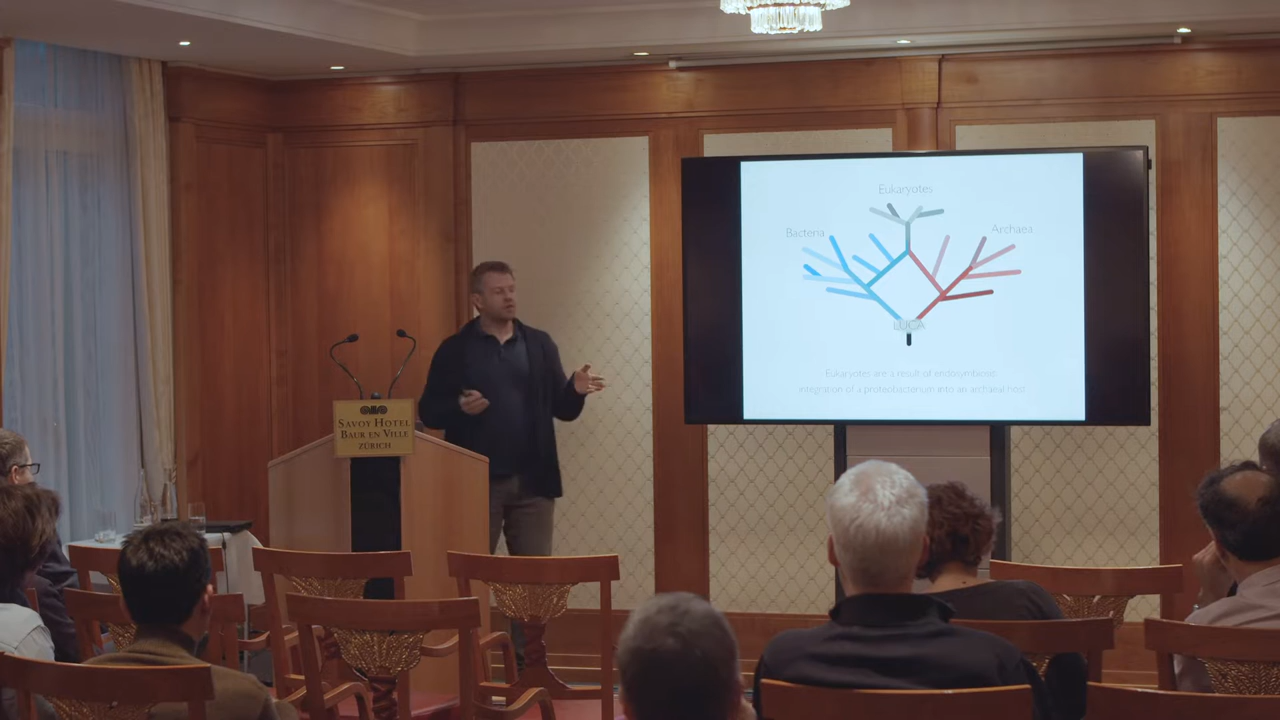 Eukaryotes
Bacteria
Archaea
LUCA
Eukaryotes are a result of endosymbiotic
integration of a proteobacterium into an archaeal host
SAVOY HOTEL
BAUR EN VILLE
ZÜRICH